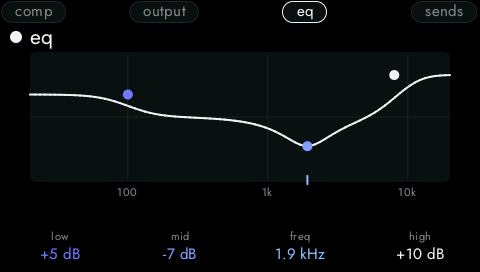 comp output eq sends
eq
100 1k 10k
low mid freq high
+5 dB -7 dB 1.9 kHz +10 dB